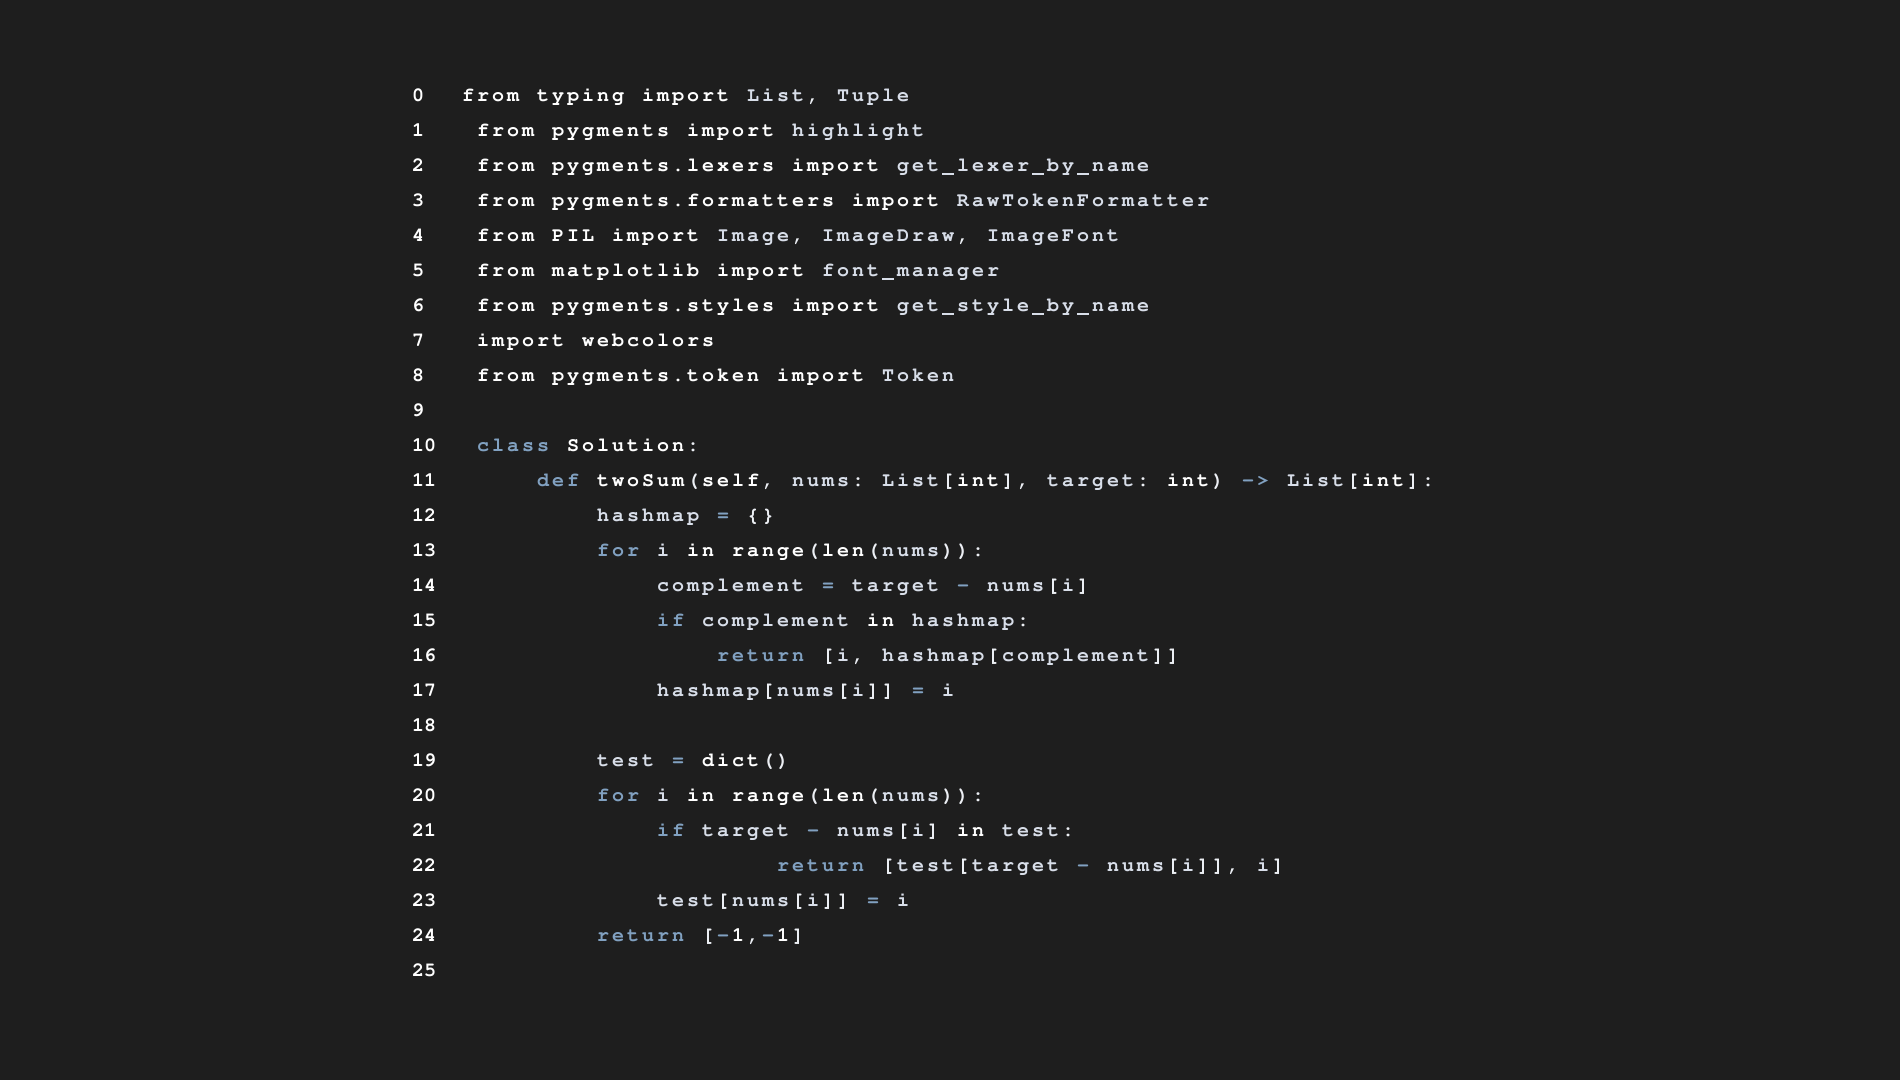 0 from typing import List, Tuple
1 from pygments import highlight
2 from pygments.lexers import get_lexer_by_name
3 from pygments.formatters import RawTokenFormatter
4 from PIL import Image, ImageDraw, ImageFont
5 from matplotlib import font_manager
6 from pygments.styles import get_style_by_name
7 import webcolors
8 from pygments.token import Token
9
10 class Solution:
11     def twoSum(self, nums: List[int], target: int) -> List[int]:
12         hashmap = {}
13         for i in range(len(nums)):
14             complement = target - nums[i]
15             if complement in hashmap:
16                 return [i, hashmap[complement]]
17             hashmap[nums[i]] = i
18
19         test = dict()
20         for i in range(len(nums)):
21             if target - nums[i] in test:
22                     return [test[target - nums[i]], i]
23             test[nums[i]] = i
24         return [-1,-1]
25